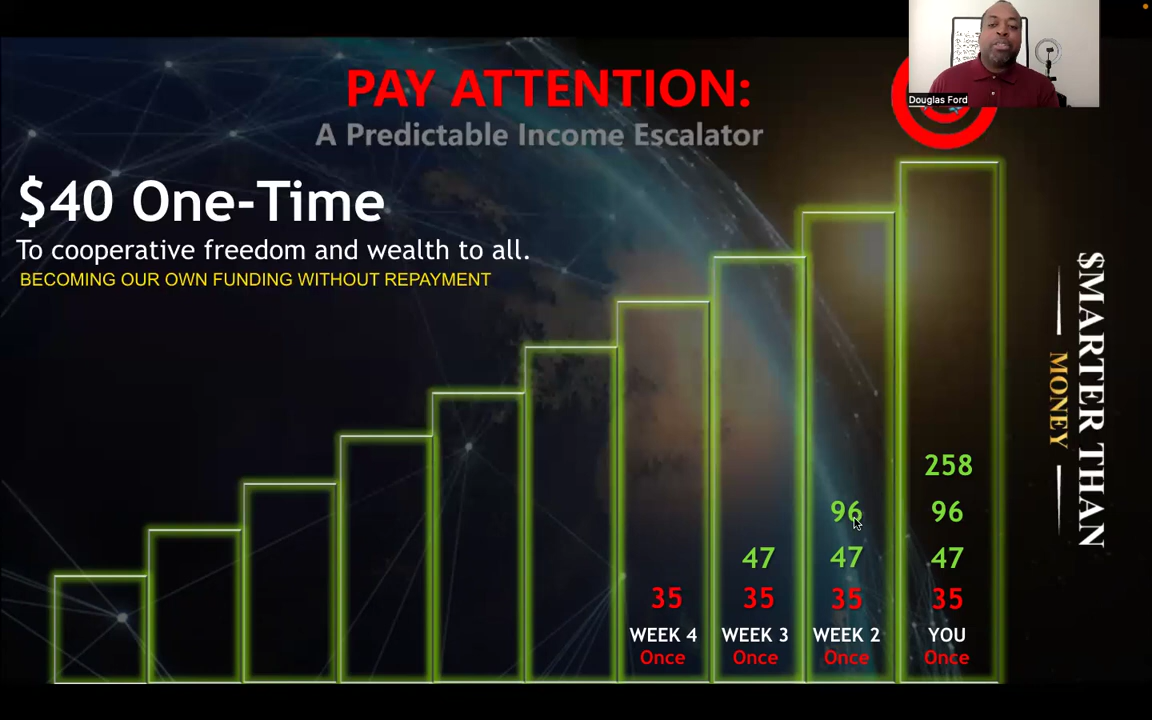 PAY ATTENTION:
A Predictable Income Escalator
Douglas Ford
$40 One-Time
To cooperative freedom and wealth to all.
BECOMING OUR OWN FUNDING WITHOUT REPAYMENT
$MARTER THAN
MONEY
258
96 96
47 47 47
35 35 35 35
WEEK 4 WEEK 3 WEEK 2 YOU
Once Once Once Once